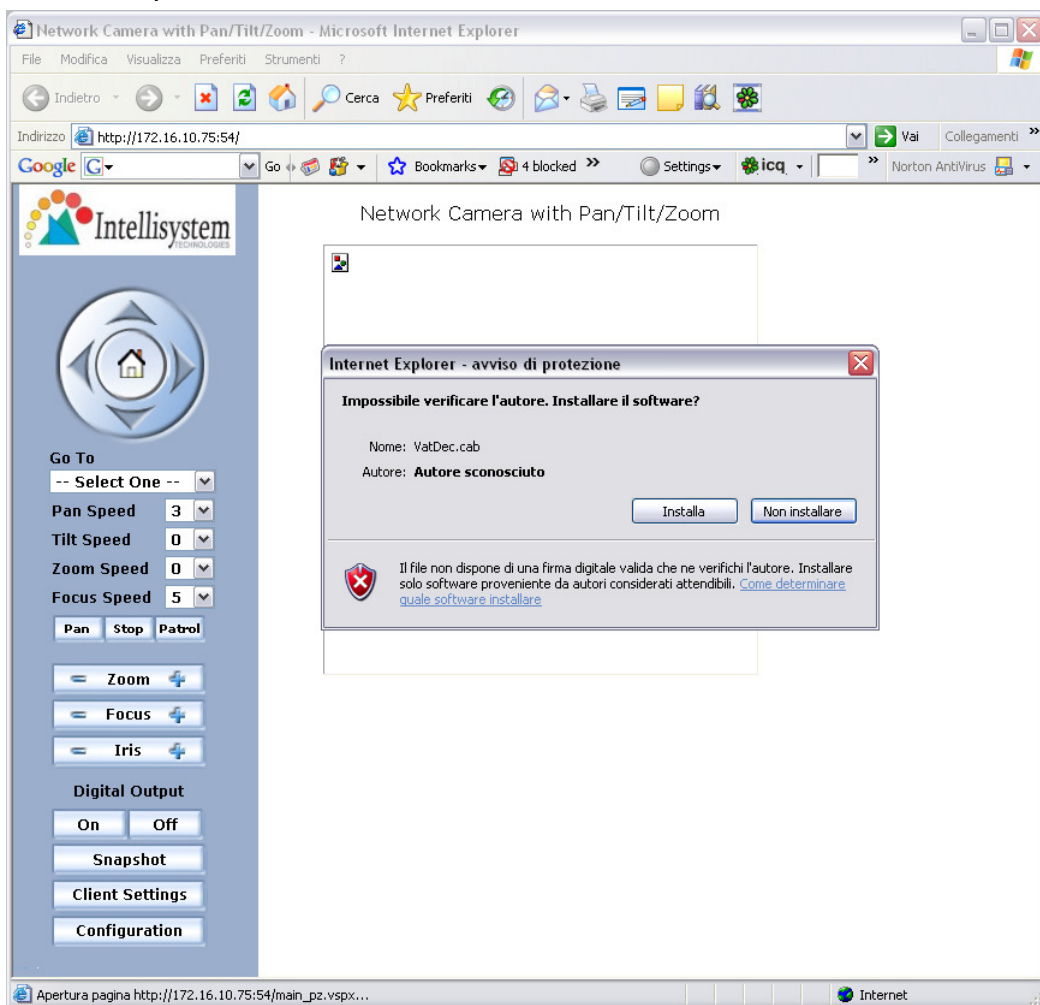 Network Camera with Pan/Tilt/Zoom - Microsoft Internet Explorer
File Modifica Visualizza Preferiti Strumenti ?
Indietro Cerca Preferiti
Indirizzo http://172.16.10.75:54/ Vai Collegamenti »
Google G Go Bookmarks 4 blocked » Settings icq » Norton AntiVirus
Intellisystem
TECHNOLOGIES
Network Camera with Pan/Tilt/Zoom
Internet Explorer - avviso di protezione
Impossibile verificare l'autore. Installare il software?
Nome: VatDec.cab
Autore: Autore sconosciuto
Installa Non installare
Il file non dispone di una firma digitale valida che ne verifichi l'autore. Installare
solo software proveniente da autori considerati attendibili. Come determinare
quale software installare
Go To
-- Select One --
Pan Speed 3
Tilt Speed 0
Zoom Speed 0
Focus Speed 5
Pan Stop Patrol
Zoom
Focus
Iris
Digital Output
On Off
Snapshot
Client Settings
Configuration
Apertura pagina http://172.16.10.75:54/main_pz.vspx... Internet